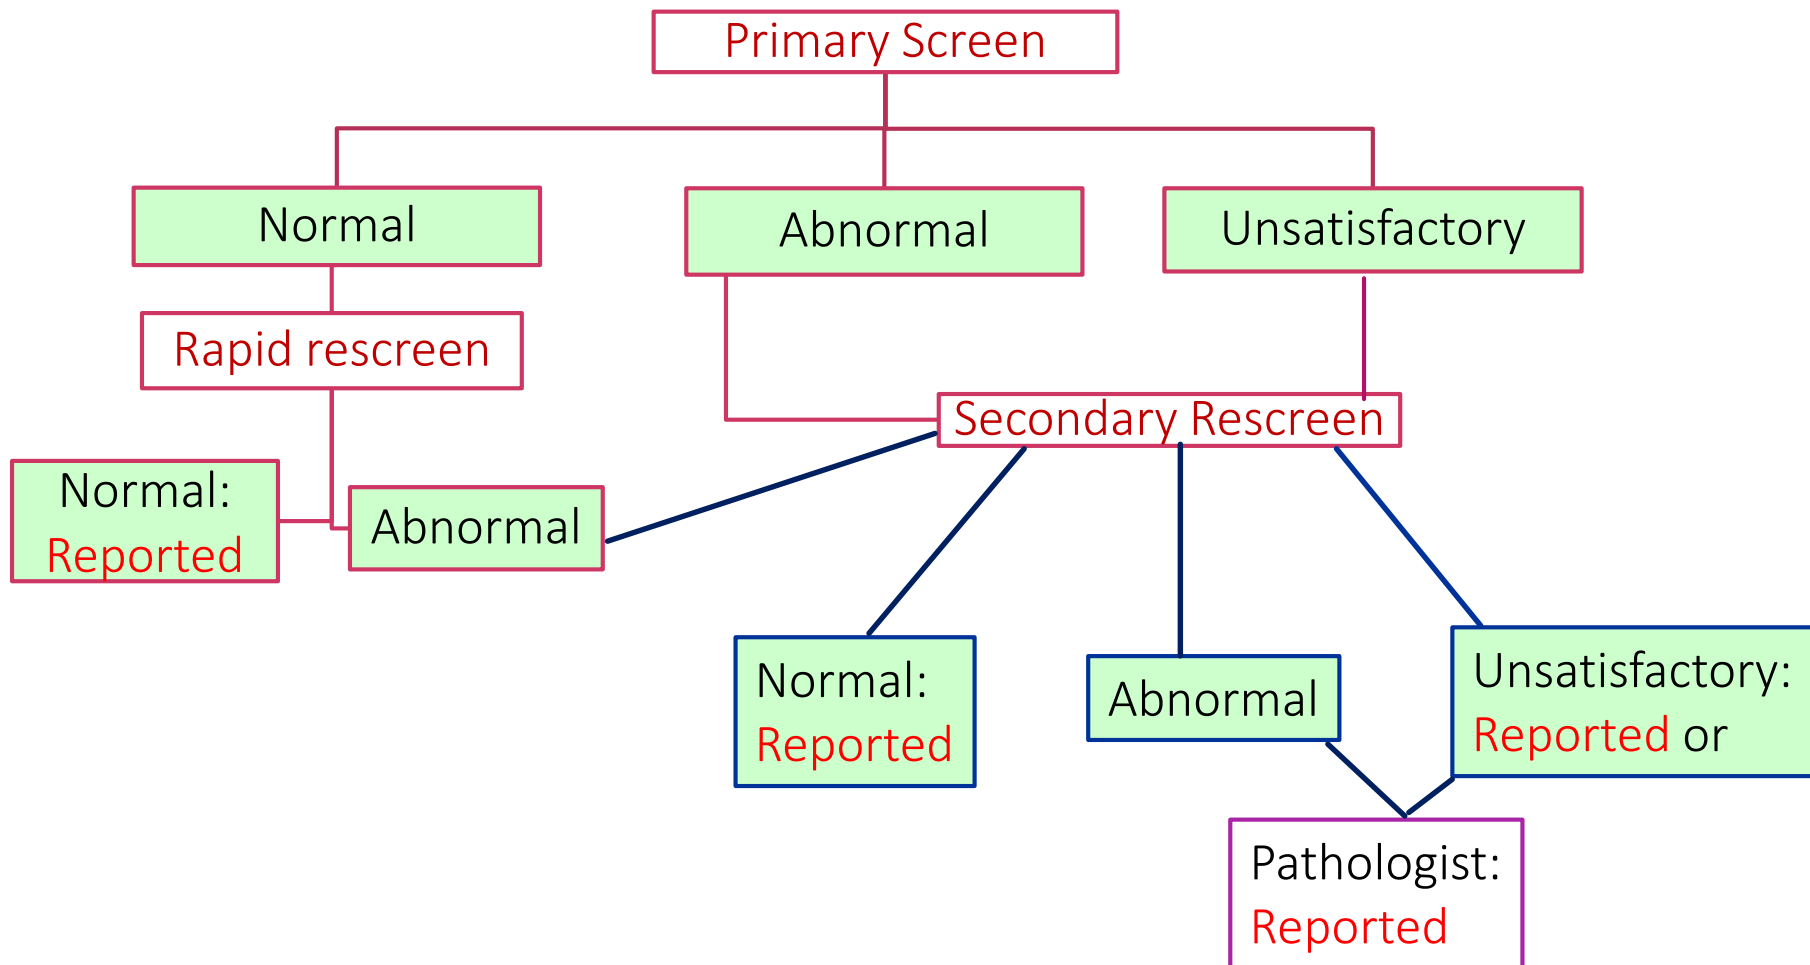 Primary Screen
Normal
Abnormal
Unsatisfactory
Rapid rescreen
Secondary Rescreen
Normal:
Reported
Abnormal
Normal:
Reported
Abnormal
Unsatisfactory:
Reported or
Pathologist:
Reported